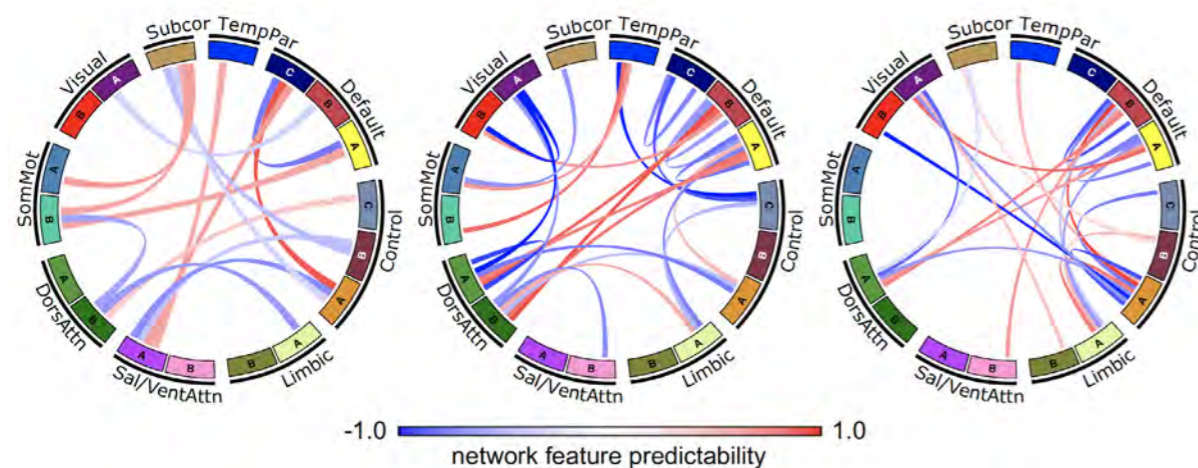 Subcor TempPar
Visual
Default
SomMot
Control
DorsAttn
Sal/VentAttn
Limbic
A
B
C
B
A
A
B
C
B
A
A
B
A
B
B
A
Subcor TempPar
Visual
Default
SomMot
Control
DorsAttn
Sal/VentAttn
Limbic
A
B
C
B
A
A
B
C
B
A
A
B
A
B
B
A
Subcor TempPar
Visual
Default
SomMot
Control
DorsAttn
Sal/VentAttn
Limbic
A
B
C
B
A
A
B
C
B
A
A
B
A
B
B
A
-1.0 1.0
network feature predictability